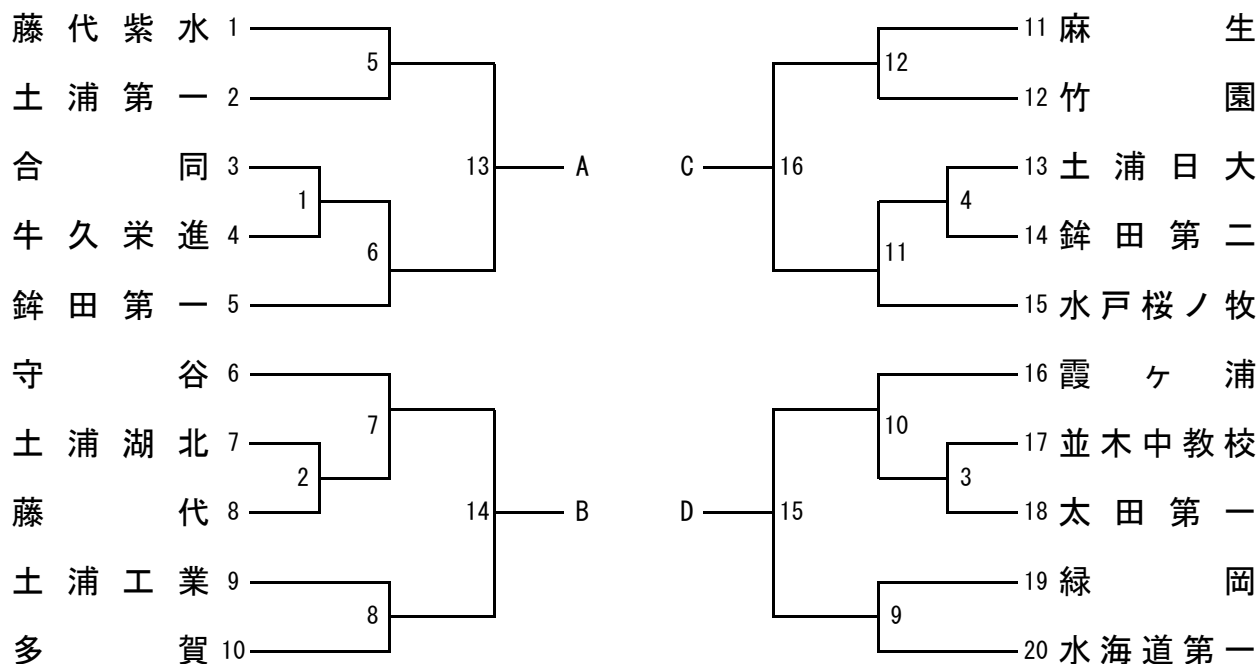 藤代紫水 1
土浦第一 2
合同 3
牛久栄進 4
鉾田第一 5
守谷 6
土浦湖北 7
藤代 8
土浦工業 9
多賀 10
5
1
6
13
A
7
2
14
B
8
C
16
12
4
11
D
15
10
3
9
11 麻生
12 竹園
13 土浦日大
14 鉾田第二
15 水戸桜ノ牧
16 霞ヶ浦
17 並木中教校
18 太田第一
19 緑岡
20 水海道第一